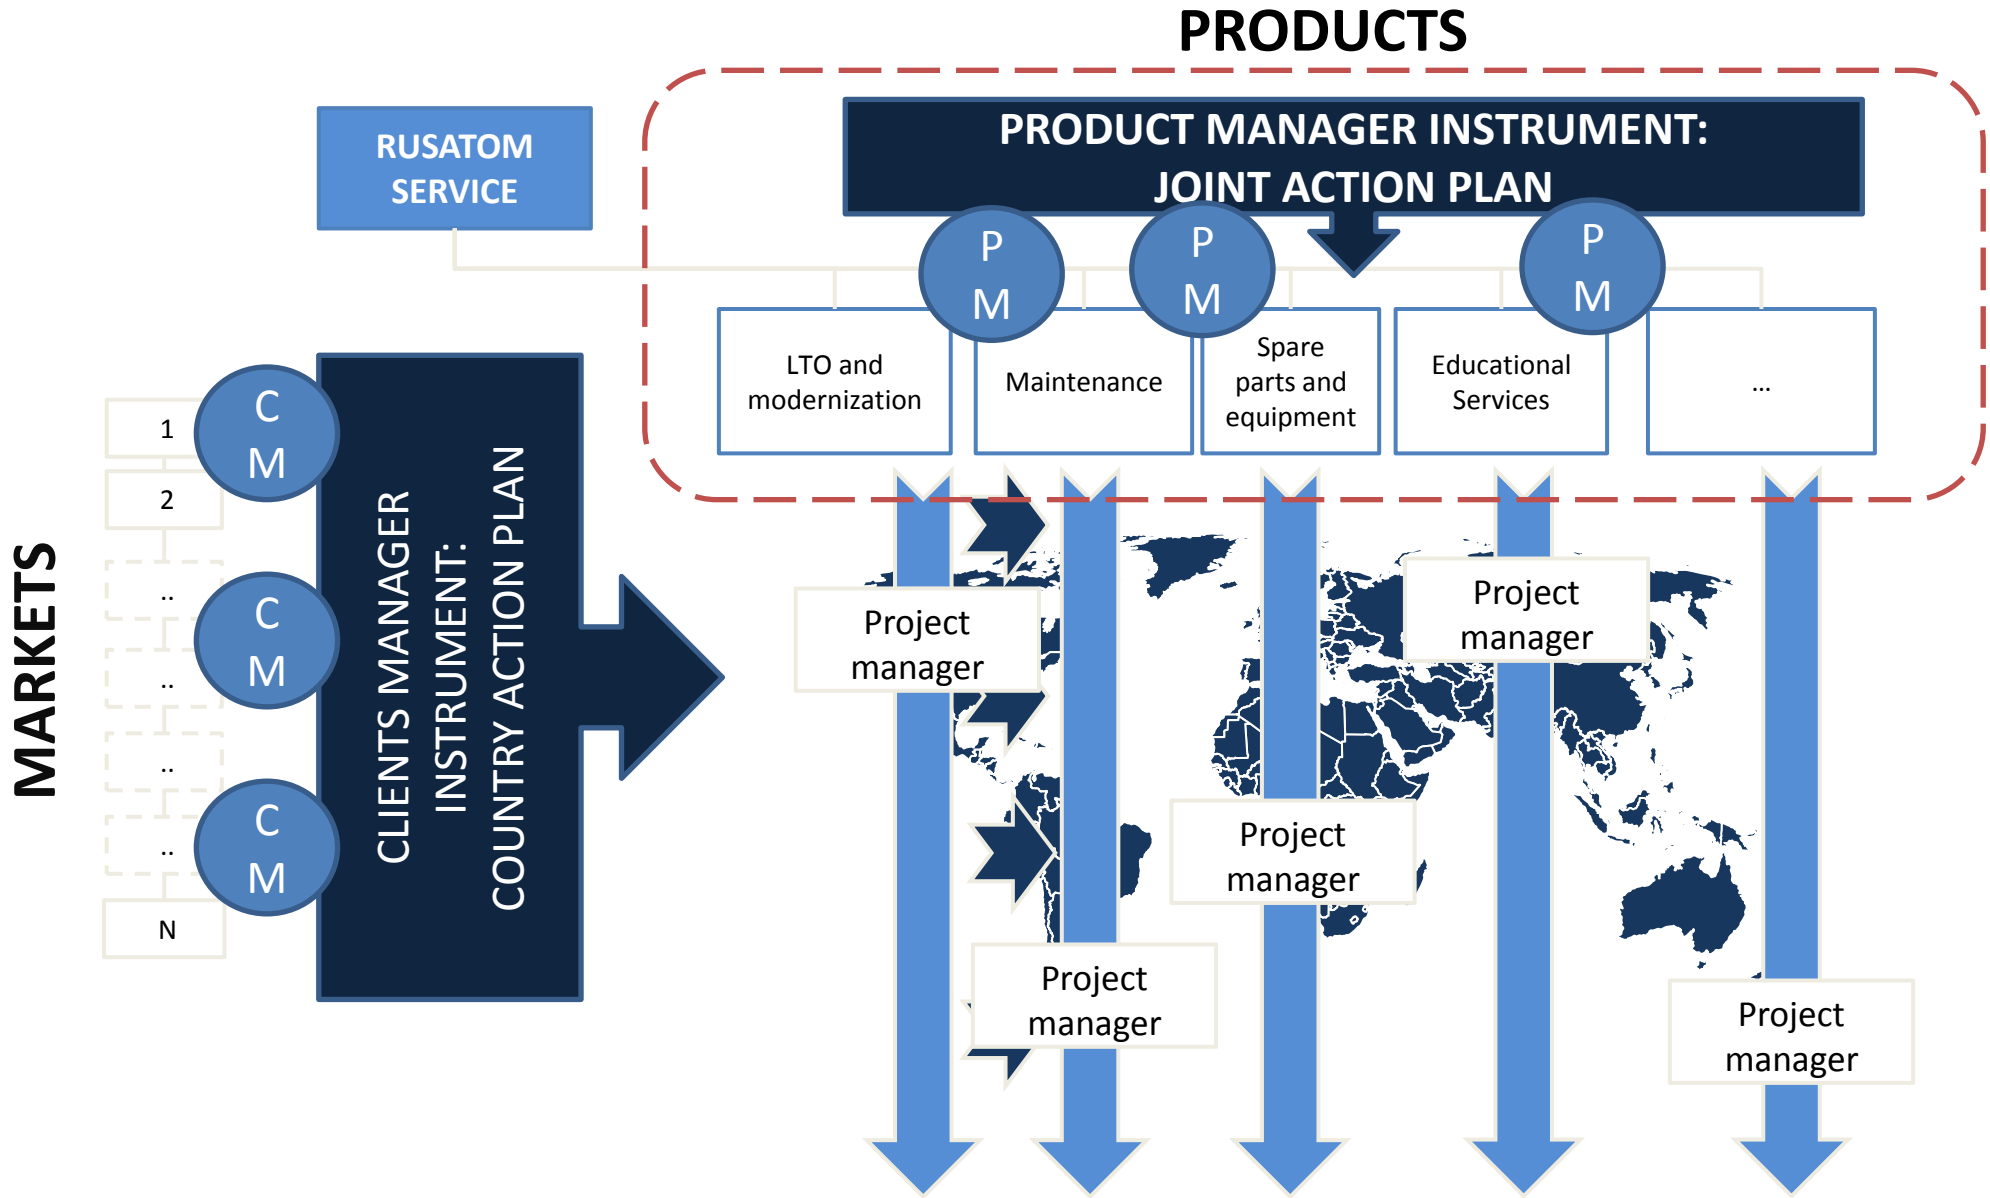 PRODUCTS
RUSATOM
SERVICE
PRODUCT MANAGER INSTRUMENT:
JOINT ACTION PLAN
P
M
P
M
P
M
LTO and
modernization
Maintenance
Spare
parts and
equipment
Educational
Services
...
MARKETS
1
2
..
..
..
..
N
C
M
C
M
C
M
CLIENTS MANAGER
INSTRUMENT:
COUNTRY ACTION PLAN
Project
manager
Project
manager
Project
manager
Project
manager
Project
manager